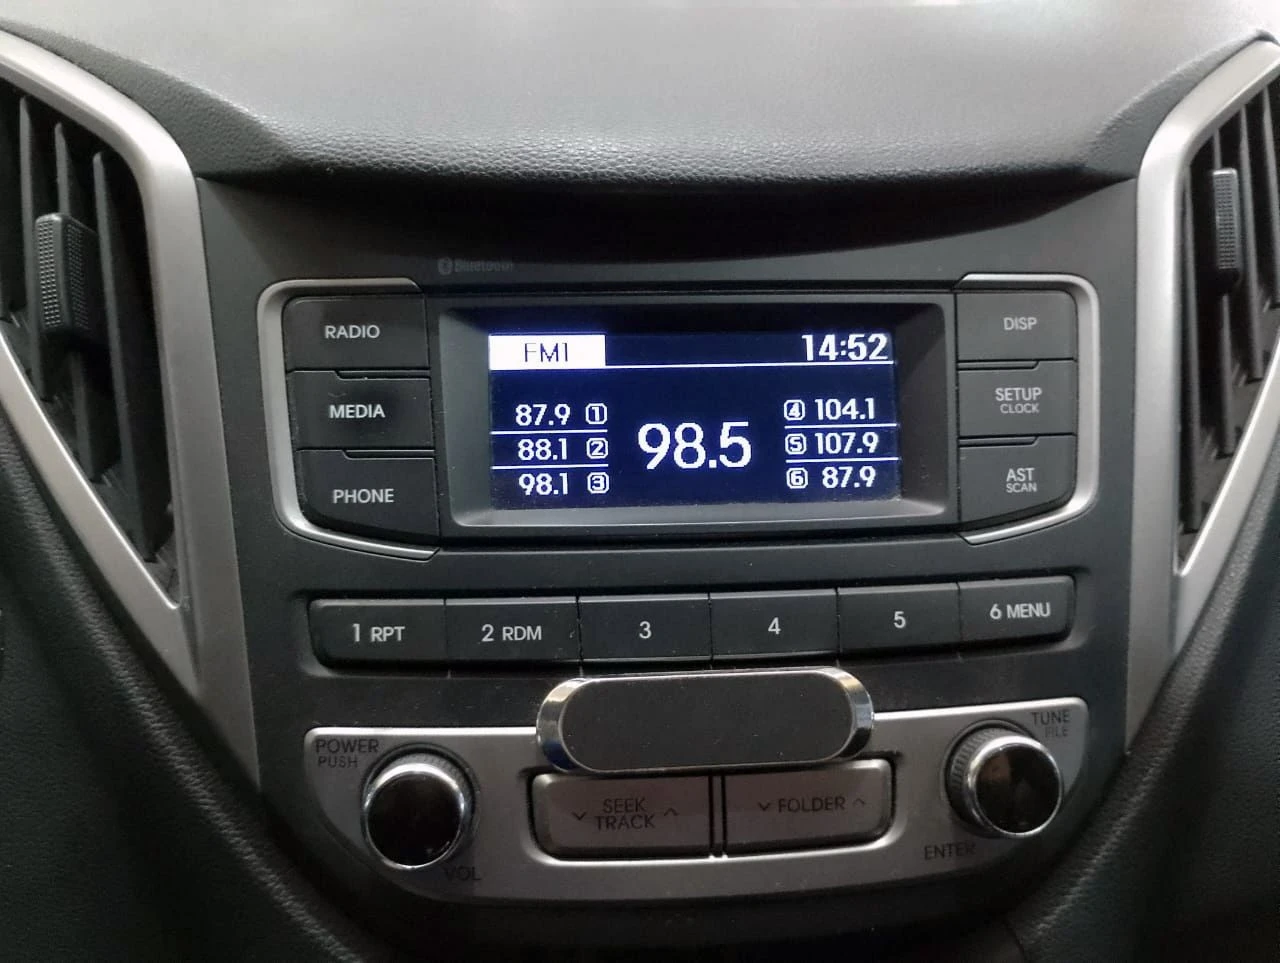 Bluetooth
RADIO
MEDIA
PHONE
FM1 14:52
87.9 1
88.1 2
98.1 3
98.5
4 104.1
5 107.9
6 87.9
DISP
SETUP
CLOCK
AST
SCAN
1 RPT 2 RDM 3 4 5 6 MENU
POWER
PUSH
VOL
SEEK
TRACK
FOLDER
TUNE
FILE
ENTER